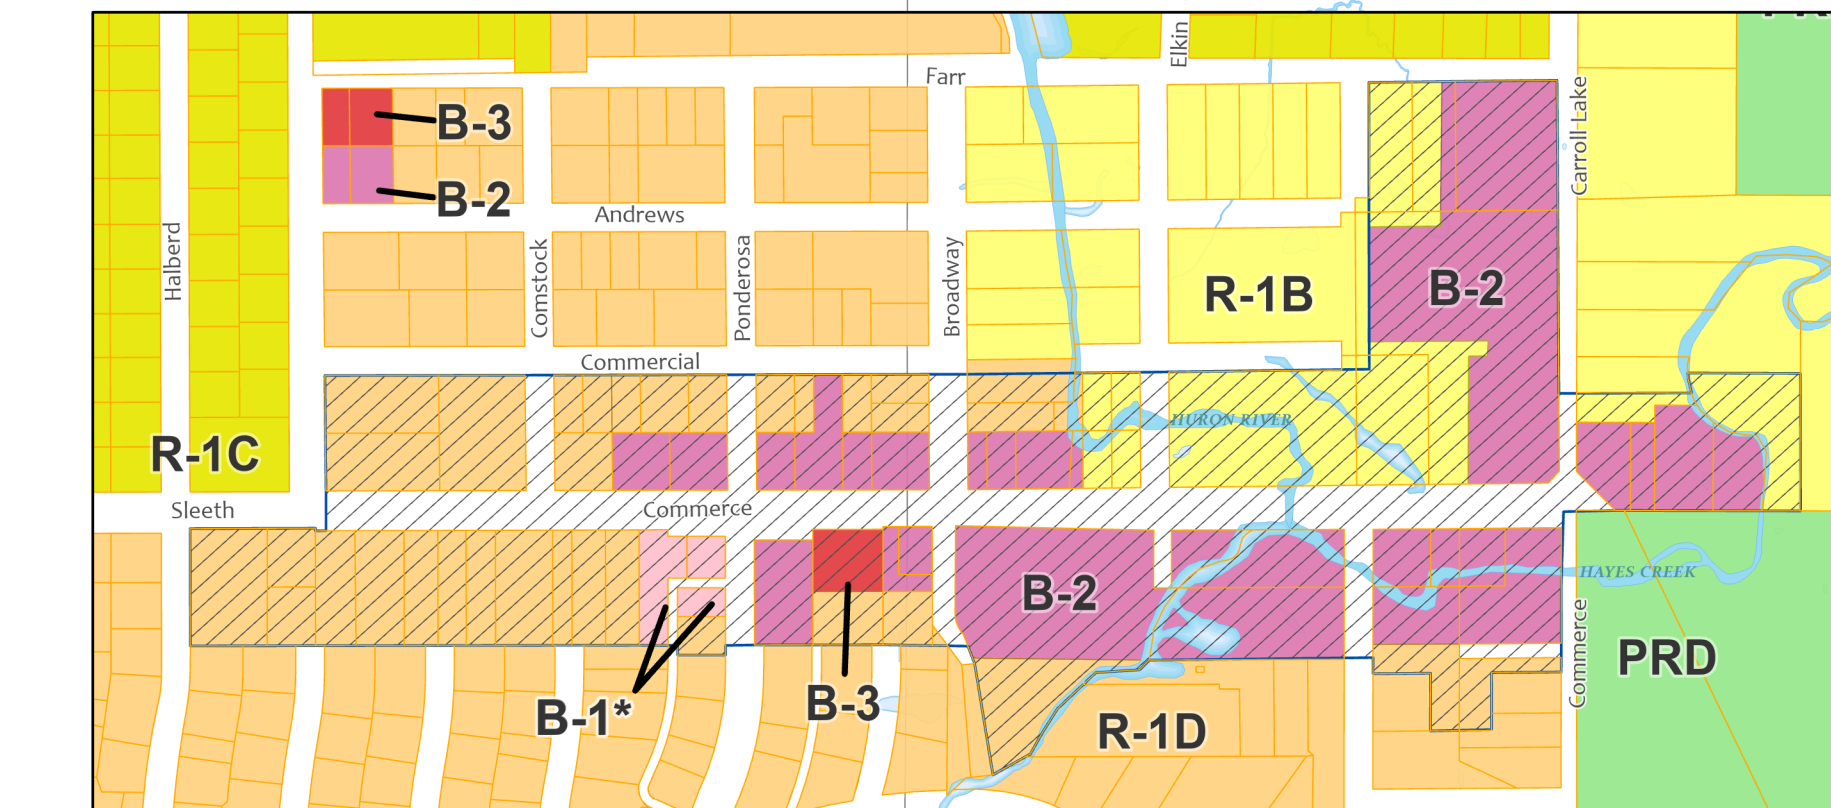 Elkin
Farr
Carroll Lake
B-3
B-2
Andrews
Halberd
Comstock
Ponderosa
Broadway
R-1B
B-2
Commercial
HURON RIVER
R-1C
Sleeth
Commerce
B-2
HAYES CREEK
Commerce
PRD
B-1*
B-3
R-1D